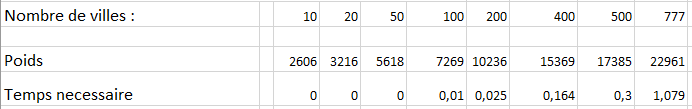 Nombre de villes : 10 20 50 100 200 400 500 777
Poids 2606 3216 5618 7269 10236 15369 17385 22961
Temps necessaire 0 0 0 0,01 0,025 0,164 0,3 1,079